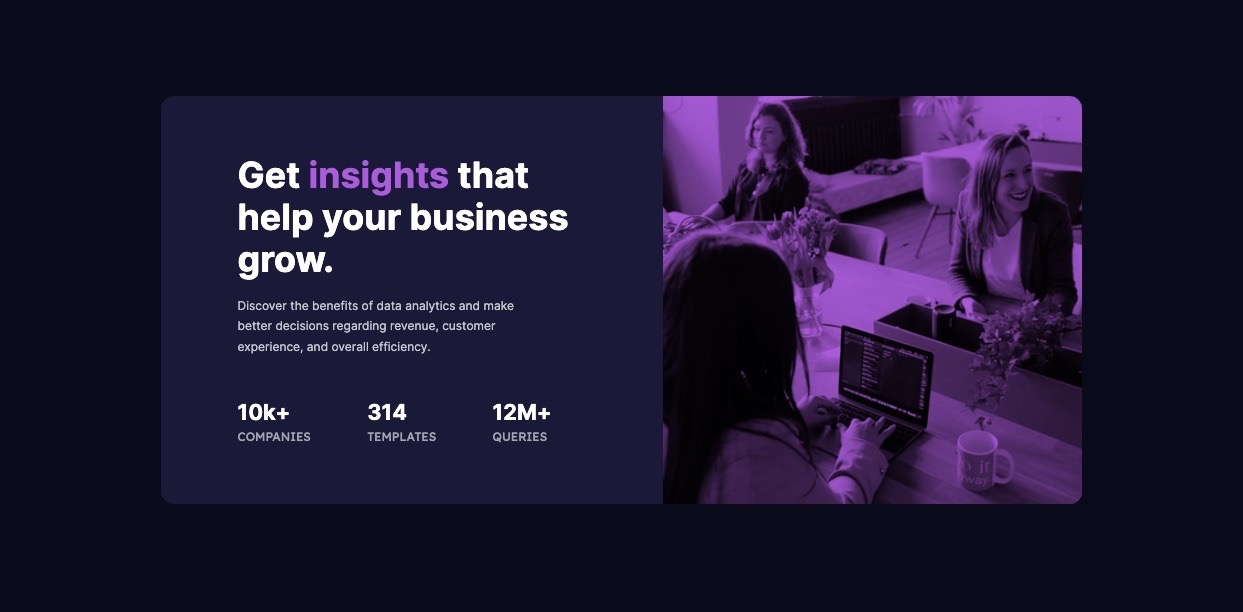 Get insights that
help your business
grow.
Discover the benefits of data analytics and make
better decisions regarding revenue, customer
experience, and overall efficiency.
10k+ 314 12M+
COMPANIES TEMPLATES QUERIES
it